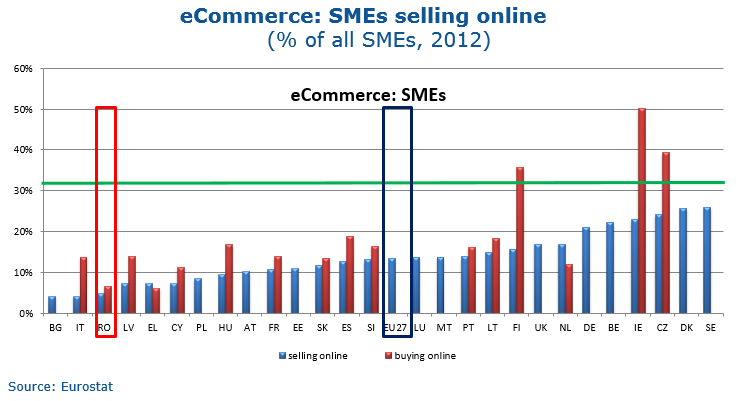 eCommerce: SMEs selling online
(% of all SMEs, 2012)
eCommerce: SMEs
60%
50%
40%
30%
20%
10%
0%
BG IT RO LV EL CY PL HU AT FR EE SK ES SI EU27 LU MT PT LT FI UK NL DE BE IE CZ DK SE
selling online buying online
Source: Eurostat